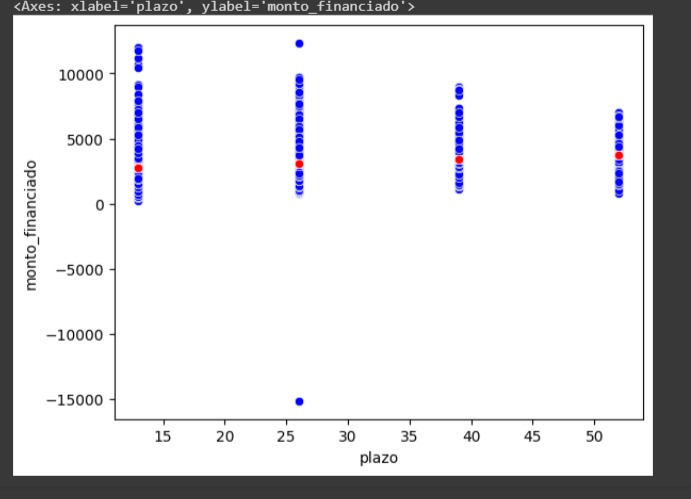 <Axes: xlabel='plazo', ylabel='monto_financiado'>
monto_financiado
10000
5000
0
−5000
−10000
−15000
15 20 25 30 35 40 45 50
plazo